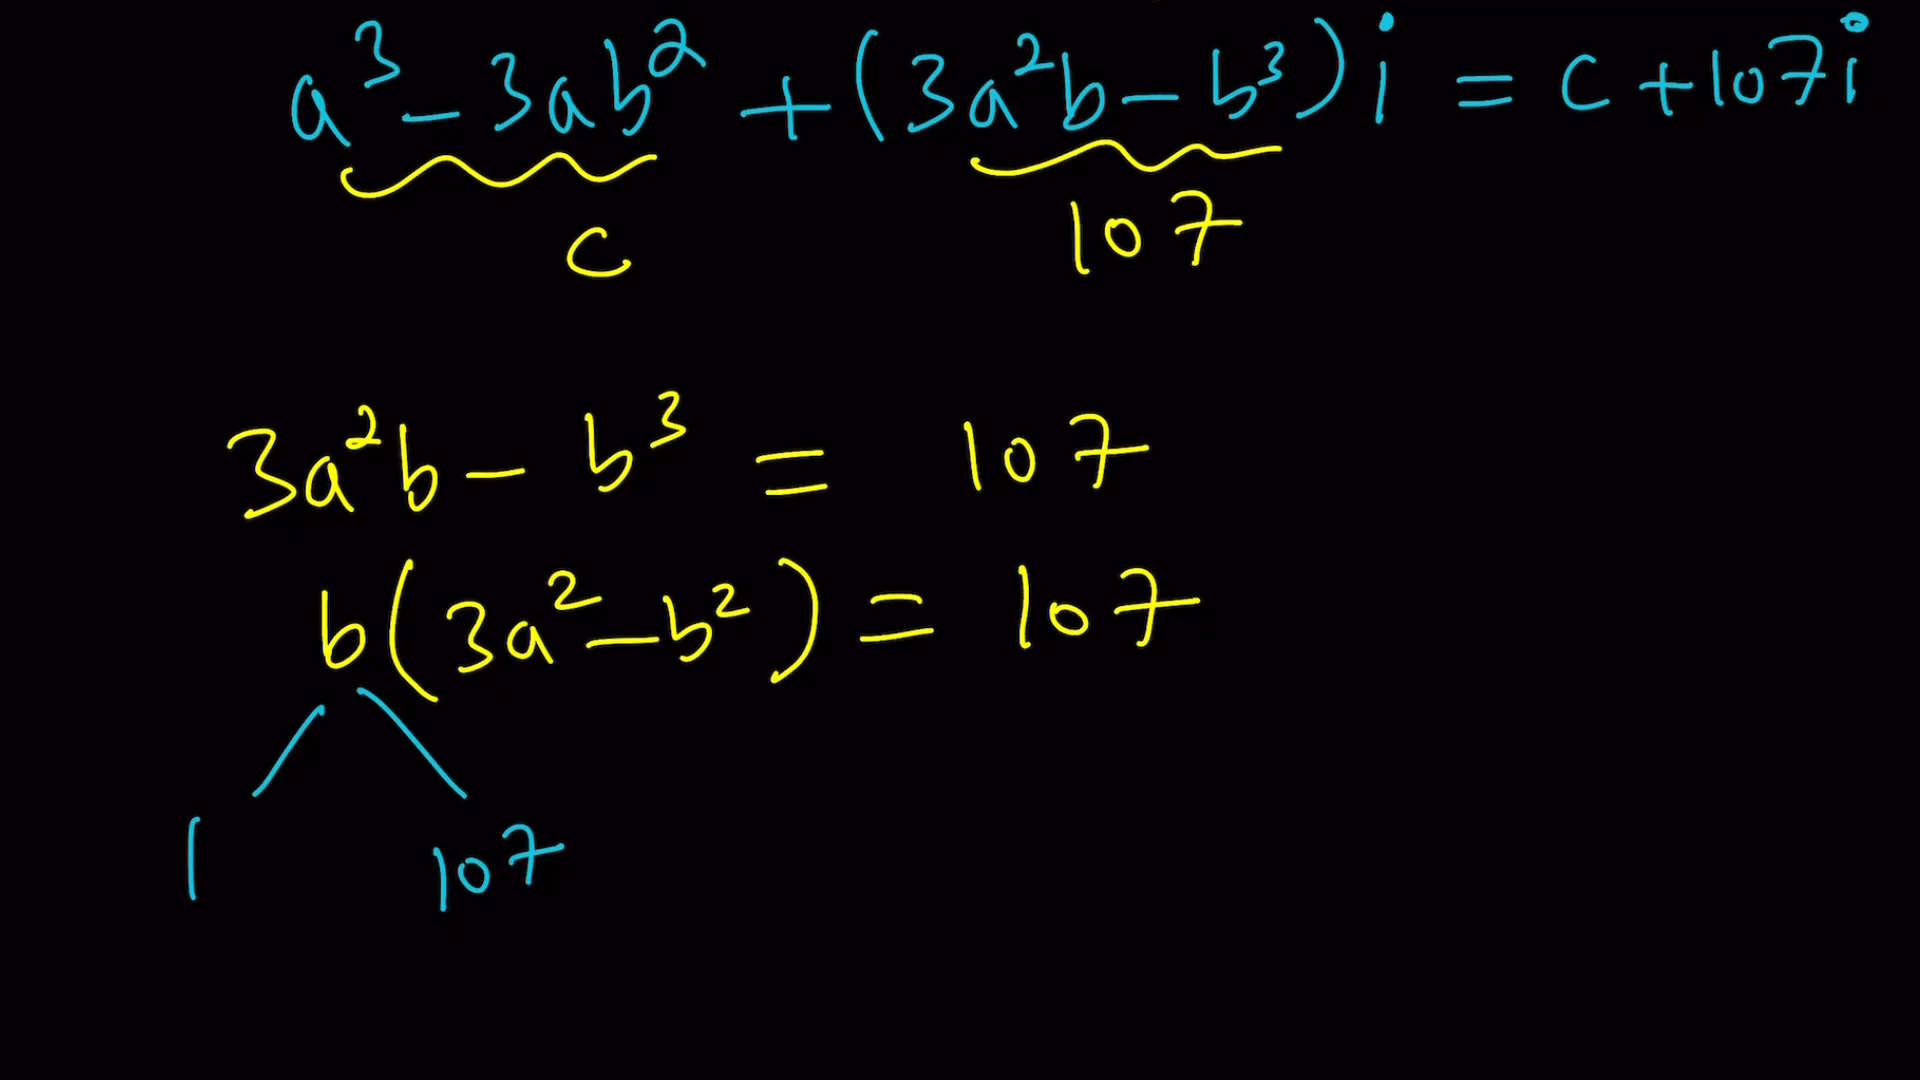 a³ - 3ab² + (3a²b - b³)i = c + 107i
c 107
3a²b - b³ = 107
b(3a² - b²) = 107
1 107